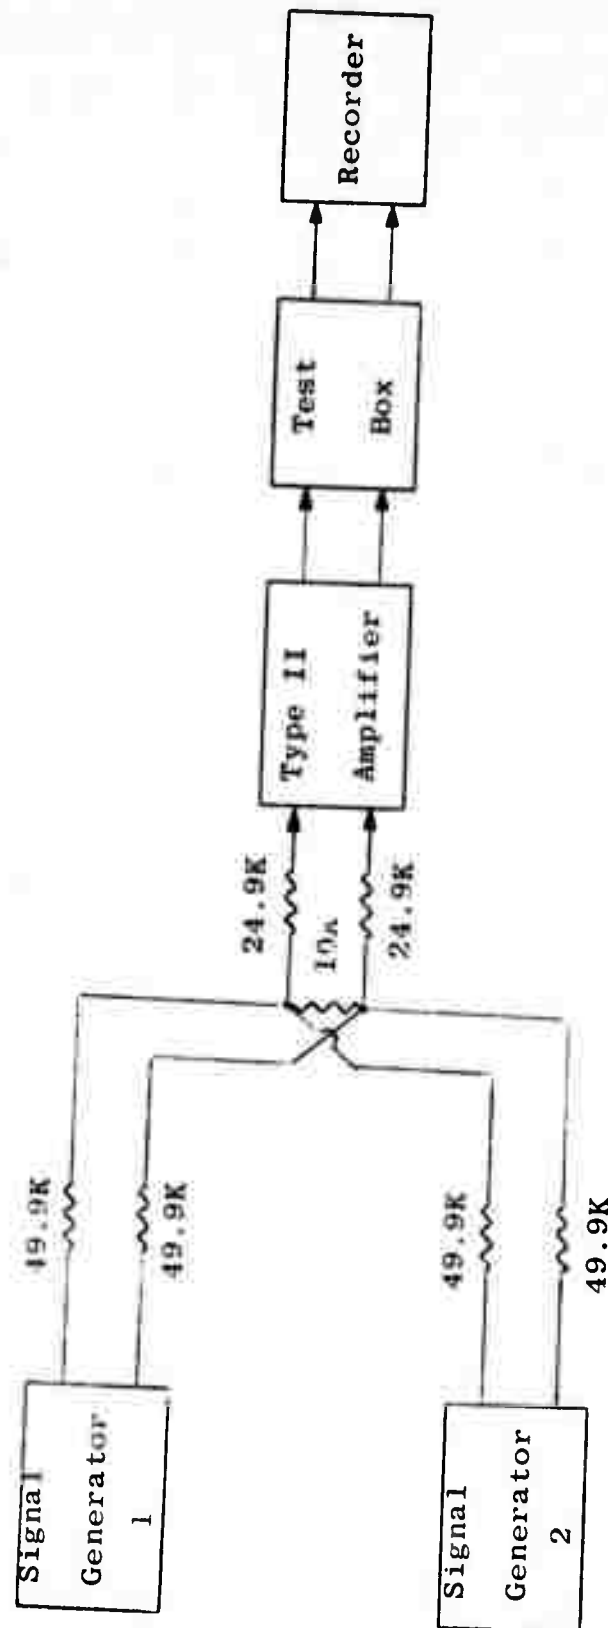 Signal
Generator
1
49.9K
49.9K
Signal
Generator
2
49.9K
49.9K
24.9K
24.9K
Type II
Amplifier
Test
Box
Recorder